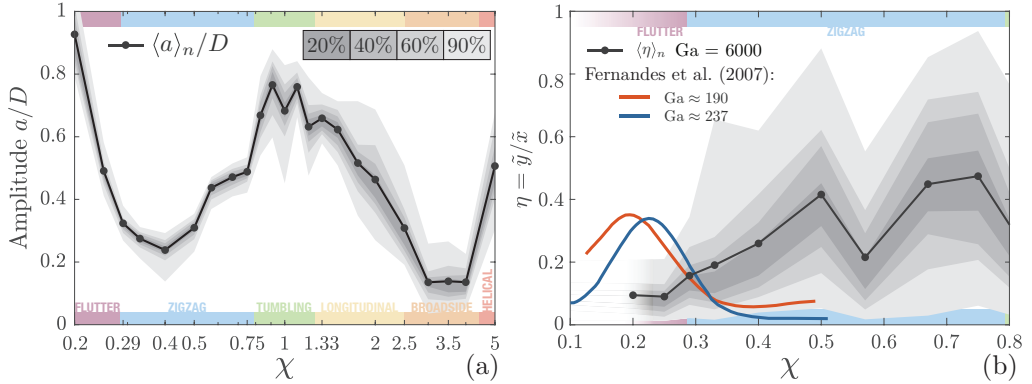 1
0.8
0.6
0.4
0.2
0
Amplitude a/D
⟨a⟩n/D
20% 40% 60% 90%
FLUTTER ZIGZAG TUMBLING LONGITUDINAL BROADSIDE HELICAL
0.2 0.29 0.4 0.5 0.75 1 1.33 2 2.5 3.5 5
χ
(a)
1
0.8
0.6
0.4
0.2
0
η = ỹ/x̃
FLUTTER ZIGZAG
⟨η⟩n Ga = 6000
Fernandes et al. (2007):
Ga ≈ 190
Ga ≈ 237
0.1 0.2 0.3 0.4 0.5 0.6 0.7 0.8
χ
(b)